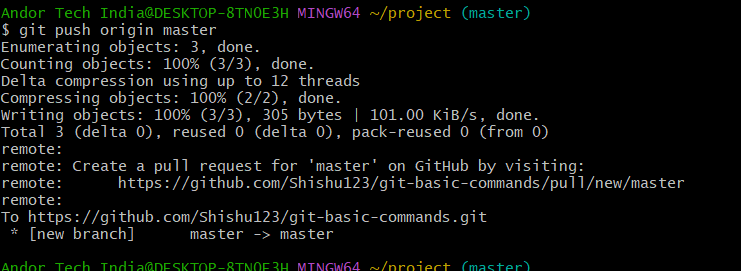 Andor Tech India@DESKTOP-8TNOE3H MINGW64 ~/project (master)
$ git push origin master
Enumerating objects: 3, done.
Counting objects: 100% (3/3), done.
Delta compression using up to 12 threads
Compressing objects: 100% (2/2), done.
Writing objects: 100% (3/3), 305 bytes | 101.00 KiB/s, done.
Total 3 (delta 0), reused 0 (delta 0), pack-reused 0 (from 0)
remote:
remote: Create a pull request for 'master' on GitHub by visiting:
remote:      https://github.com/Shishu123/git-basic-commands/pull/new/master
remote:
To https://github.com/Shishu123/git-basic-commands.git
 * [new branch]      master -> master
Andor Tech India@DESKTOP-8TNOE3H MINGW64 ~/project (master)